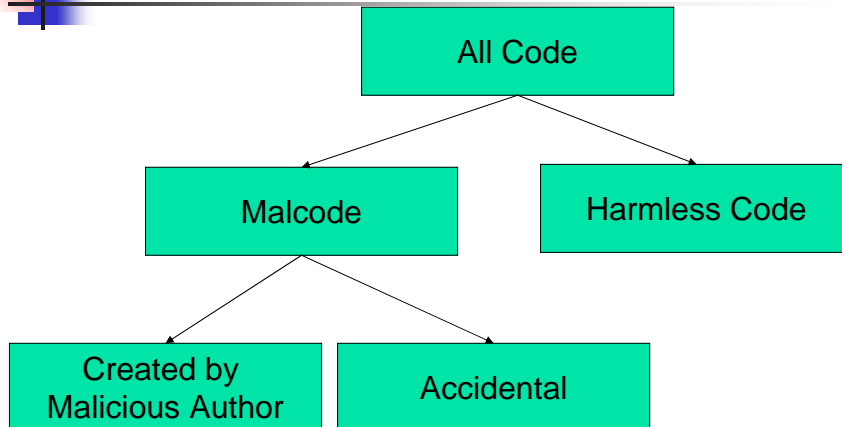 All Code
Malcode
Harmless Code
Created by
Malicious Author
Accidental